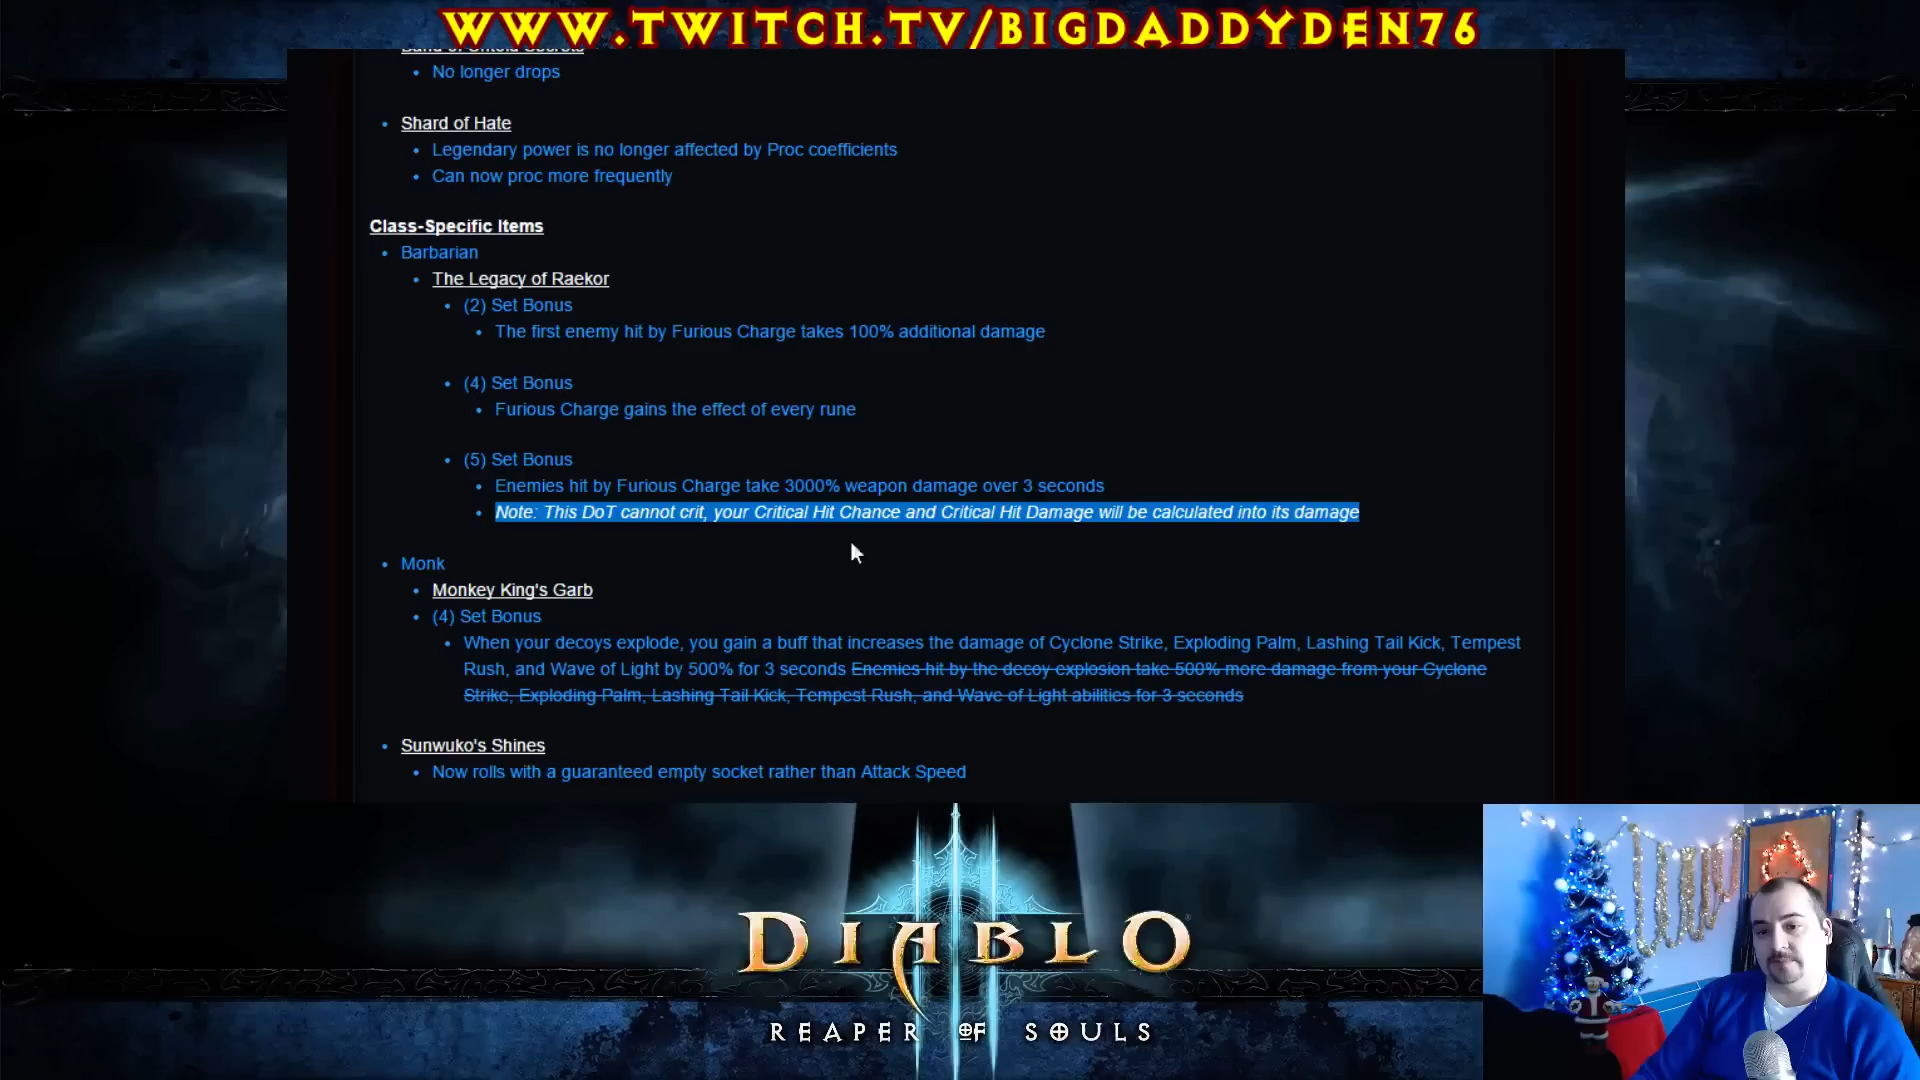 WWW.TWITCH.TV/BIGDADDYDEN76
Band of Untold Secrets
No longer drops
Shard of Hate
Legendary power is no longer affected by Proc coefficients
Can now proc more frequently
Class-Specific Items
Barbarian
The Legacy of Raekor
(2) Set Bonus
The first enemy hit by Furious Charge takes 100% additional damage
(4) Set Bonus
Furious Charge gains the effect of every rune
(5) Set Bonus
Enemies hit by Furious Charge take 3000% weapon damage over 3 seconds
Note: This DoT cannot crit, your Critical Hit Chance and Critical Hit Damage will be calculated into its damage
Monk
Monkey King's Garb
(4) Set Bonus
When your decoys explode, you gain a buff that increases the damage of Cyclone Strike, Exploding Palm, Lashing Tail Kick, Tempest
Rush, and Wave of Light by 500% for 3 seconds Enemies hit by the decoy explosion take 500% more damage from your Cyclone
Strike, Exploding Palm, Lashing Tail Kick, Tempest Rush, and Wave of Light abilities for 3 seconds
Sunwuko's Shines
Now rolls with a guaranteed empty socket rather than Attack Speed
DIABLO
REAPER OF SOULS